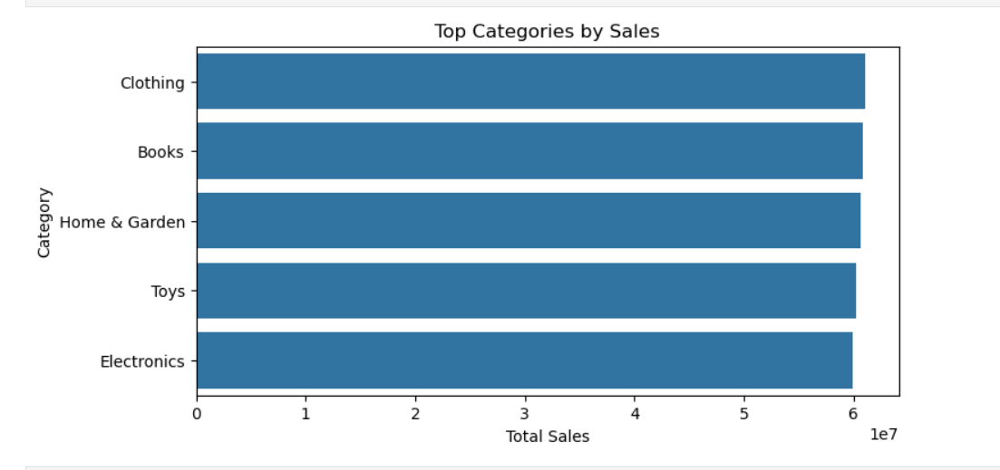 Top Categories by Sales
Category
Clothing
Books
Home & Garden
Toys
Electronics
0 1 2 3 4 5 6
1e7
Total Sales